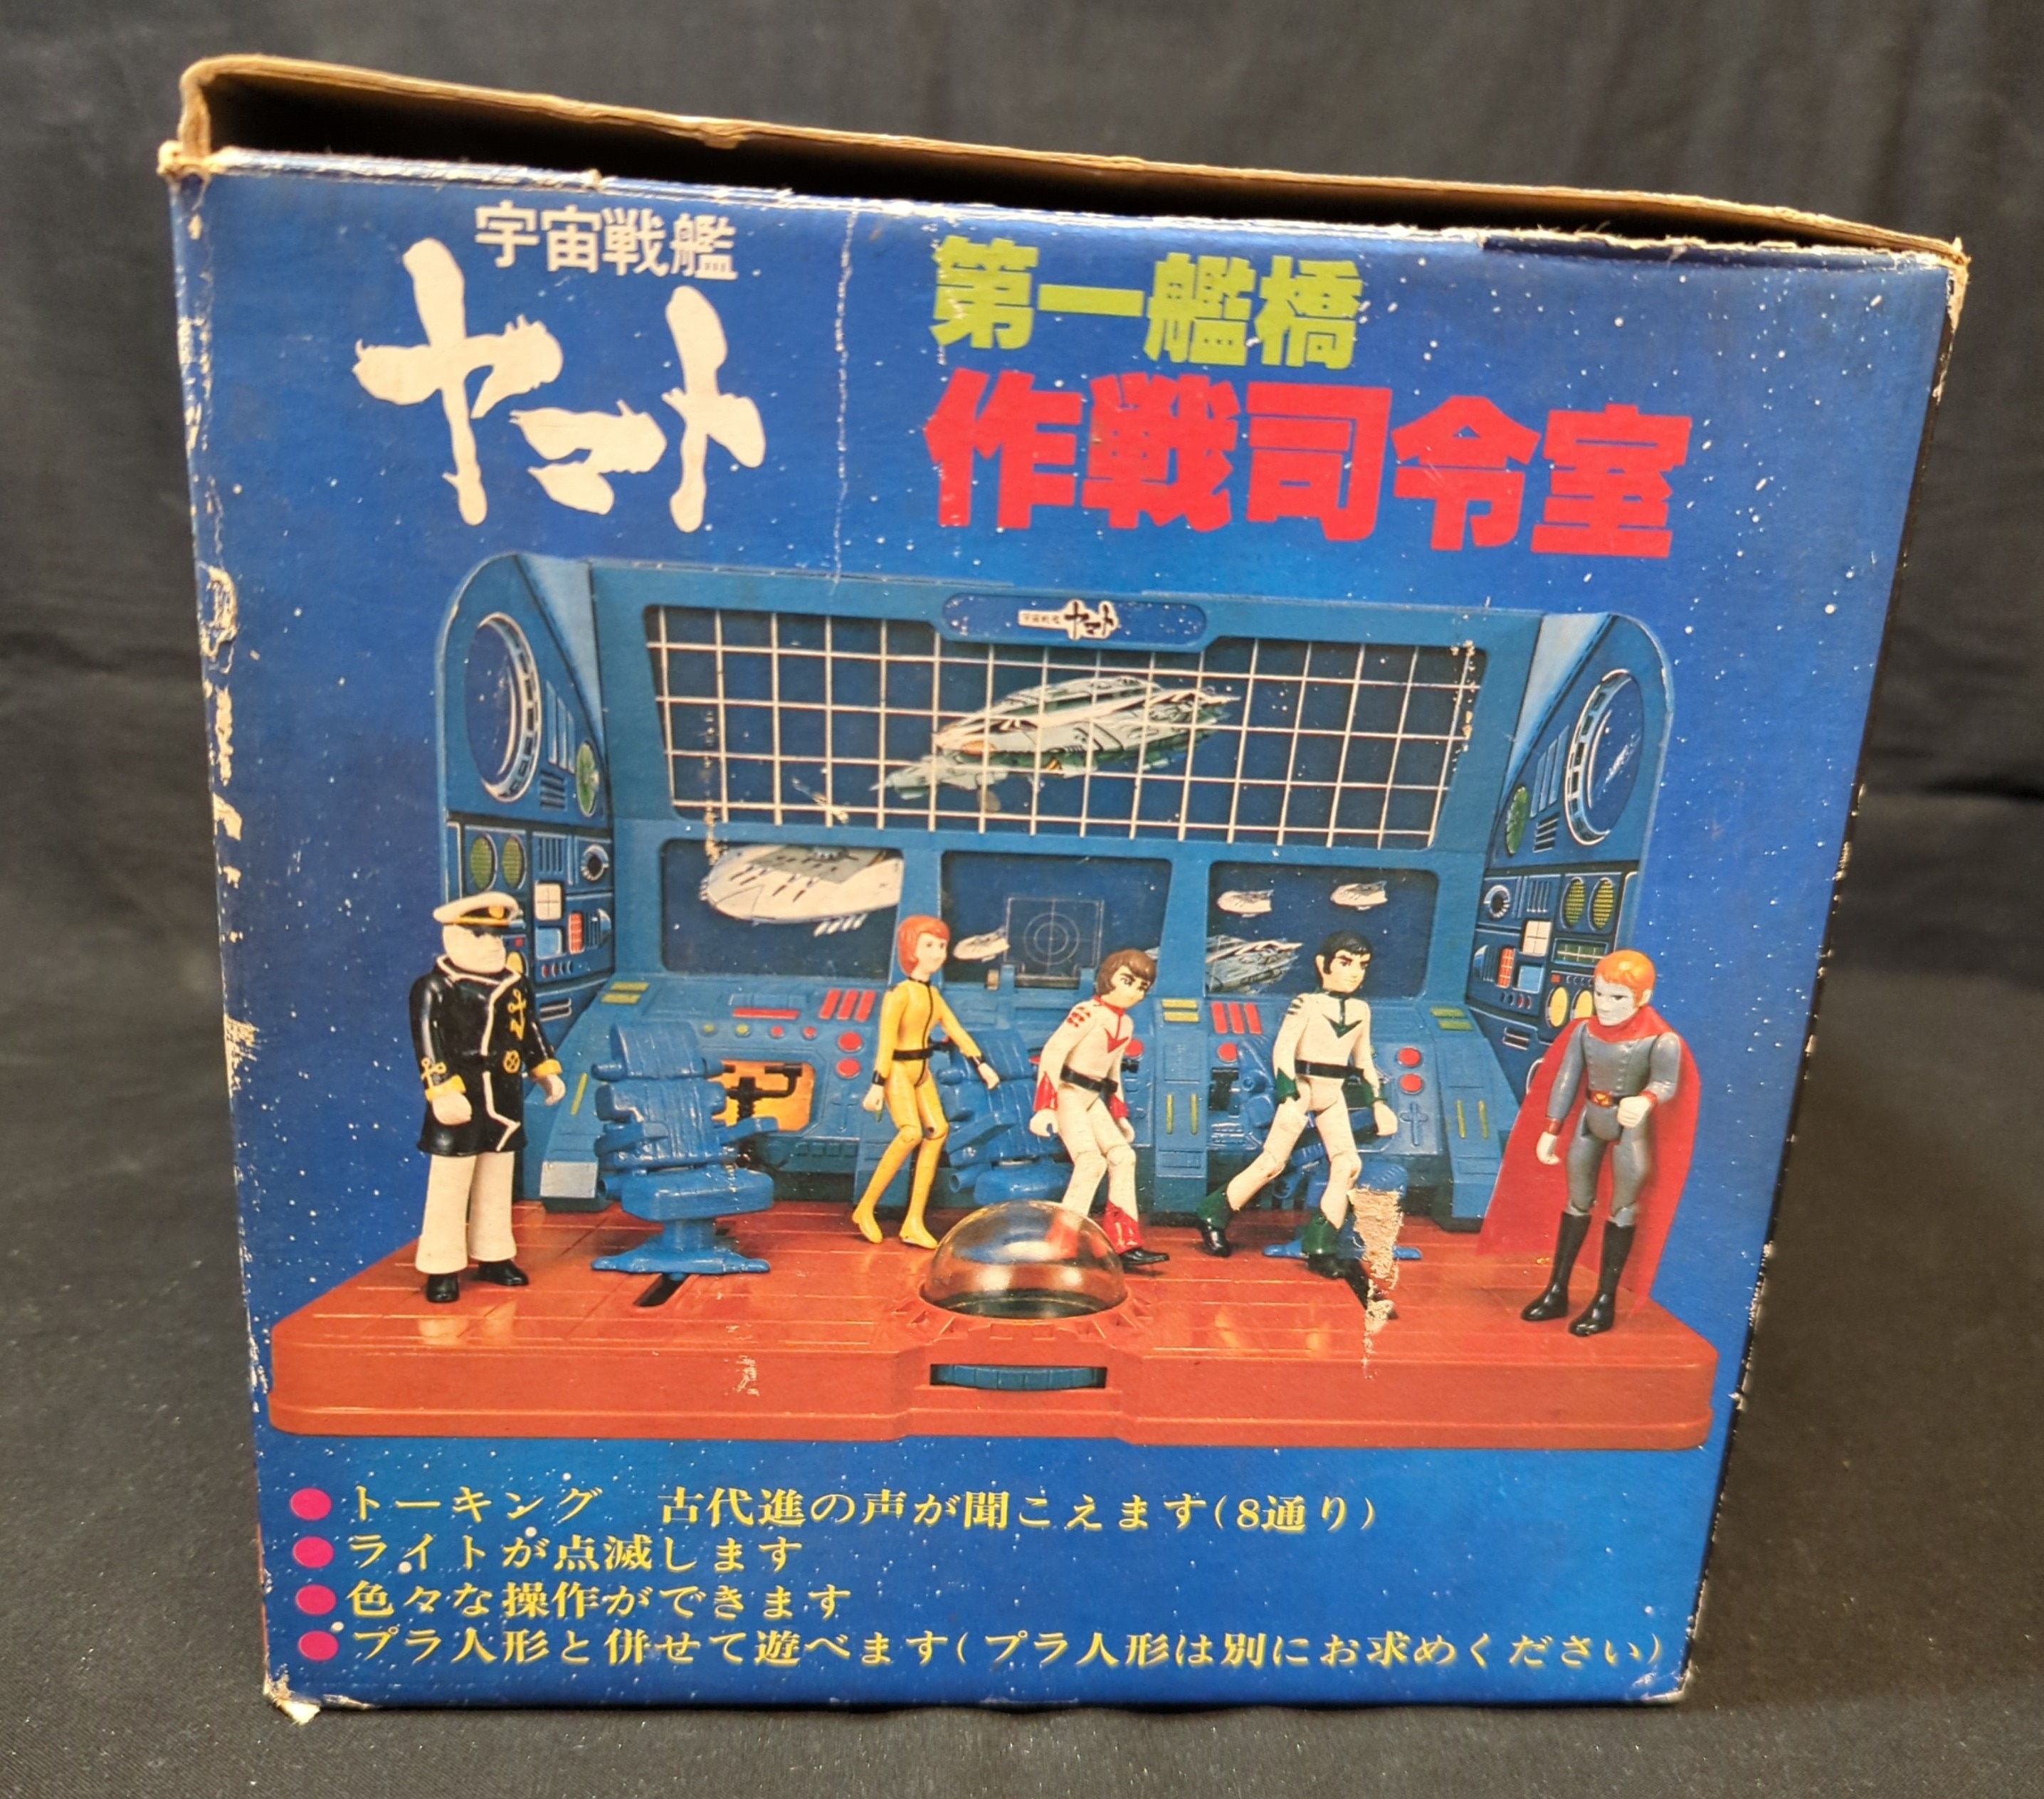 宇宙戦艦
ヤマト
第一艦橋
作戦司令室
宇宙戦艦 ヤマト
●トーキング　古代進の声が聞こえます(8通り)
●ライトが点滅します
●色々な操作ができます
●プラ人形と併せて遊べます(プラ人形は別にお求めください)